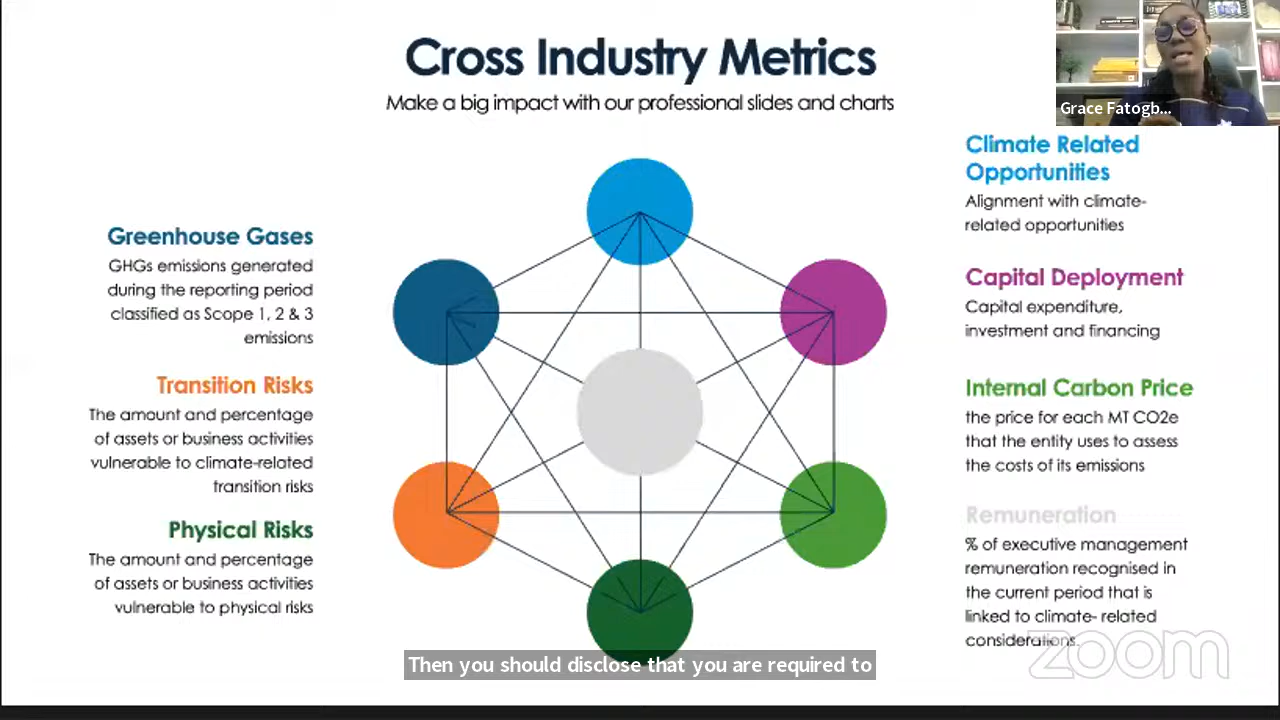 Cross Industry Metrics
Make a big impact with our professional slides and charts
Grace Fatogb...
Greenhouse Gases
GHGs emissions generated
during the reporting period
classified as Scope 1, 2 & 3
emissions
Transition Risks
The amount and percentage
of assets or business activities
vulnerable to climate-related
transition risks
Physical Risks
The amount and percentage
of assets or business activities
vulnerable to physical risks
Climate Related
Opportunities
Alignment with climate-
related opportunities
Capital Deployment
Capital expenditure,
investment and financing
Internal Carbon Price
the price for each MT CO2e
that the entity uses to assess
the costs of its emissions
Remuneration
% of executive management
remuneration recognised in
the current period that is
linked to climate- related
considerations.
zoom
Then you should disclose that you are required to